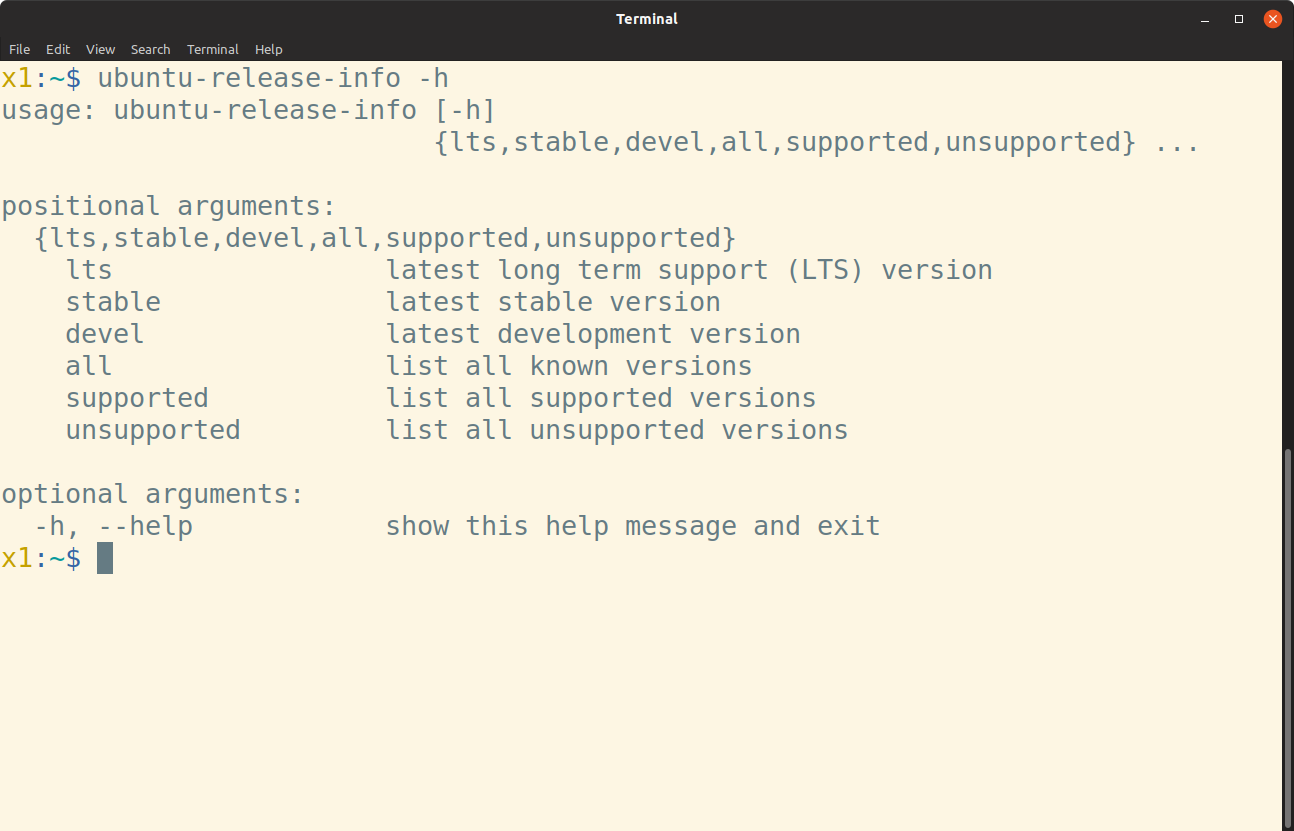 Terminal
File Edit View Search Terminal Help
x1:~$ ubuntu-release-info -h
usage: ubuntu-release-info [-h]
                           {lts,stable,devel,all,supported,unsupported} ...

positional arguments:
  {lts,stable,devel,all,supported,unsupported}
    lts                 latest long term support (LTS) version
    stable              latest stable version
    devel               latest development version
    all                 list all known versions
    supported           list all supported versions
    unsupported         list all unsupported versions

optional arguments:
  -h, --help            show this help message and exit
x1:~$